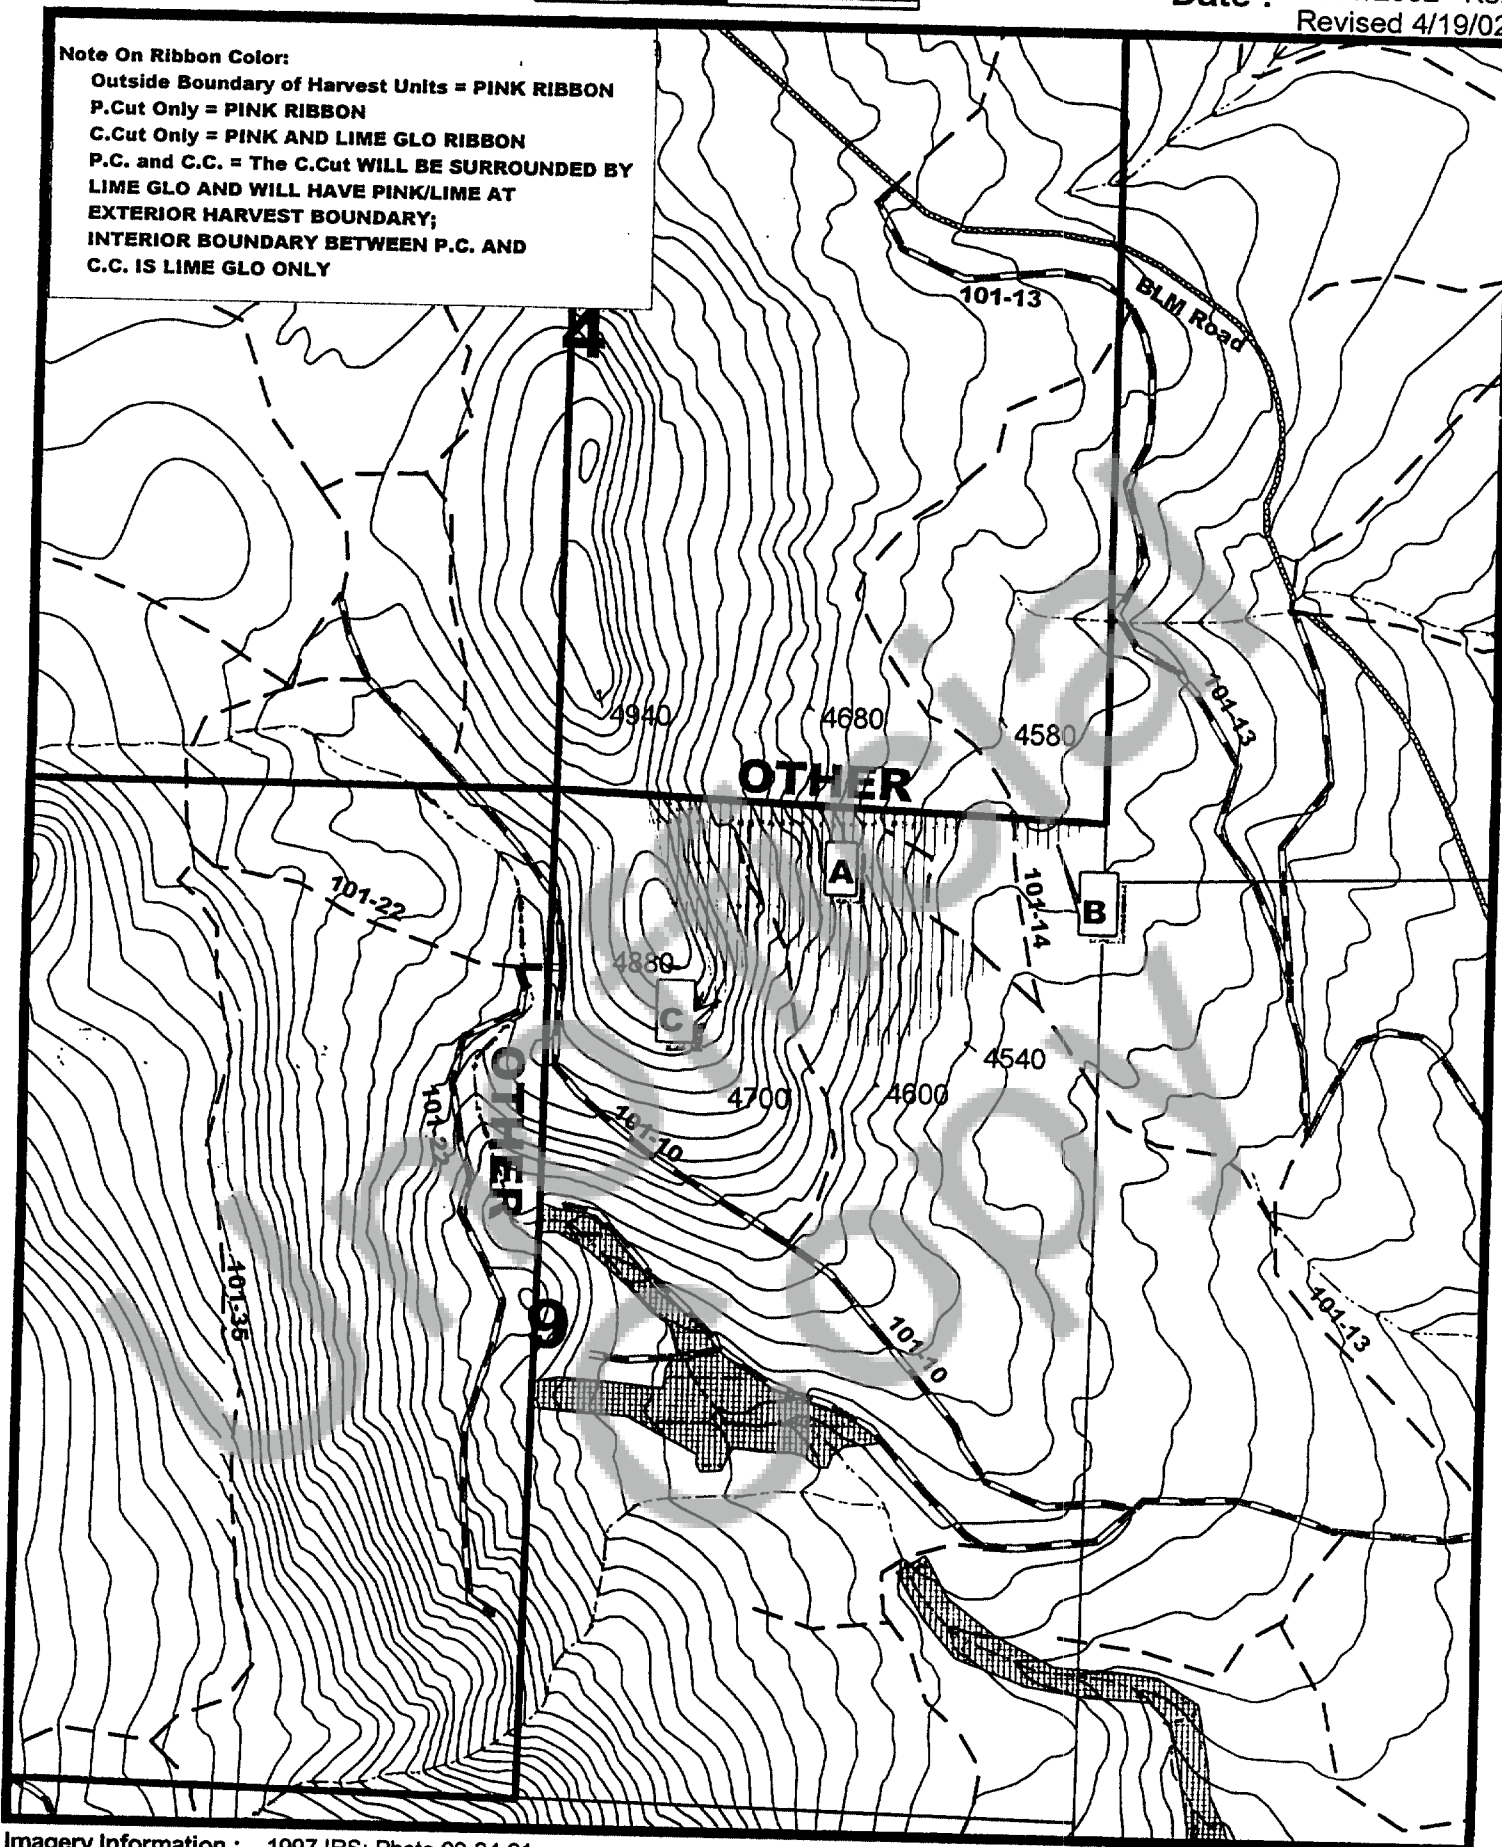 Date :
Revised 4/19/02
Note On Ribbon Color:
Outside Boundary of Harvest Units = PINK RIBBON
P.Cut Only = PINK RIBBON
C.Cut Only = PINK AND LIME GLO RIBBON
P.C. and C.C. = The C.Cut WILL BE SURROUNDED BY
LIME GLO AND WILL HAVE PINK/LIME AT
EXTERIOR HARVEST BOUNDARY;
INTERIOR BOUNDARY BETWEEN P.C. AND
C.C. IS LIME GLO ONLY
101-13
BLM Road
4
101-13
4940
4680
4580
OTHER
A
101-22
101-14
B
4880
C
OTHER
4540
4700
4600
101-22
101-10
101-35
9
101-10
101-13
Unofficial
Copy
Imagery Information :